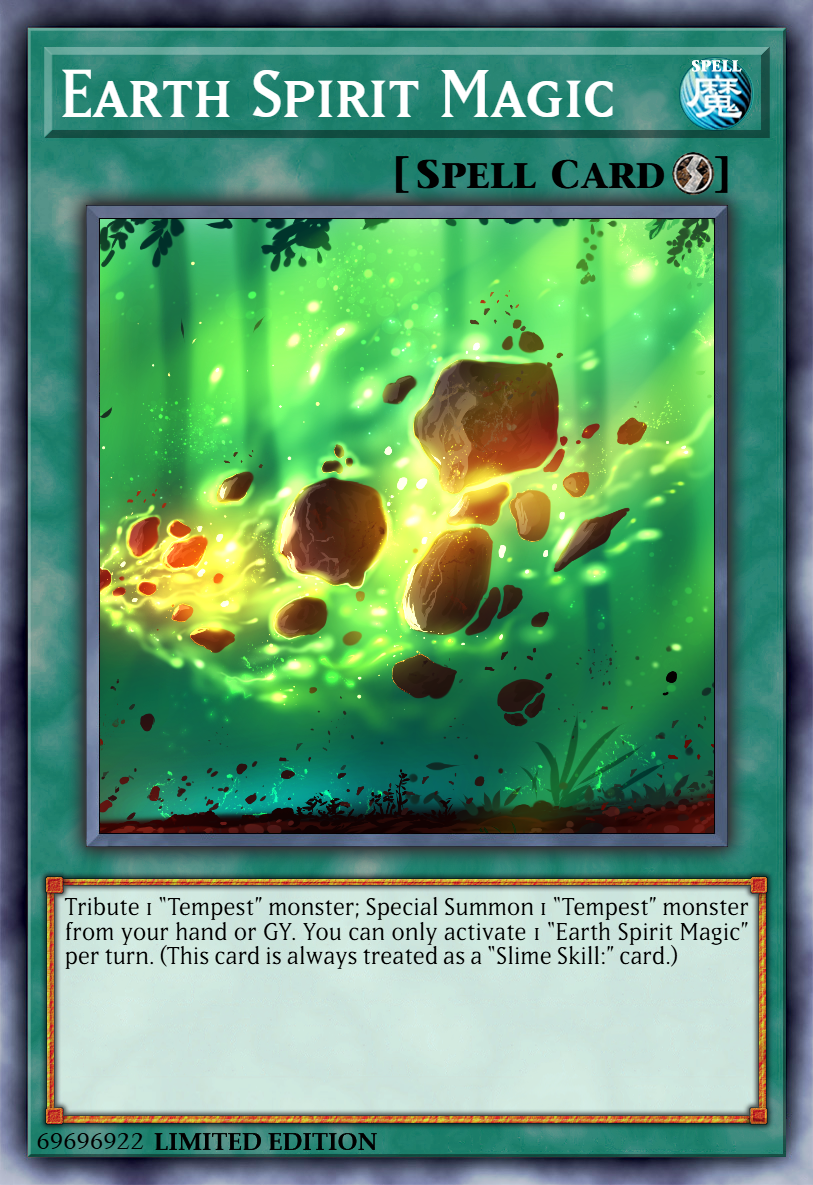 EARTH SPIRIT MAGIC
SPELL
魔
[SPELL CARD]
Tribute 1 "Tempest" monster; Special Summon 1 "Tempest" monster
from your hand or GY. You can only activate 1 "Earth Spirit Magic"
per turn. (This card is always treated as a "Slime Skill:" card.)
69696922 LIMITED EDITION